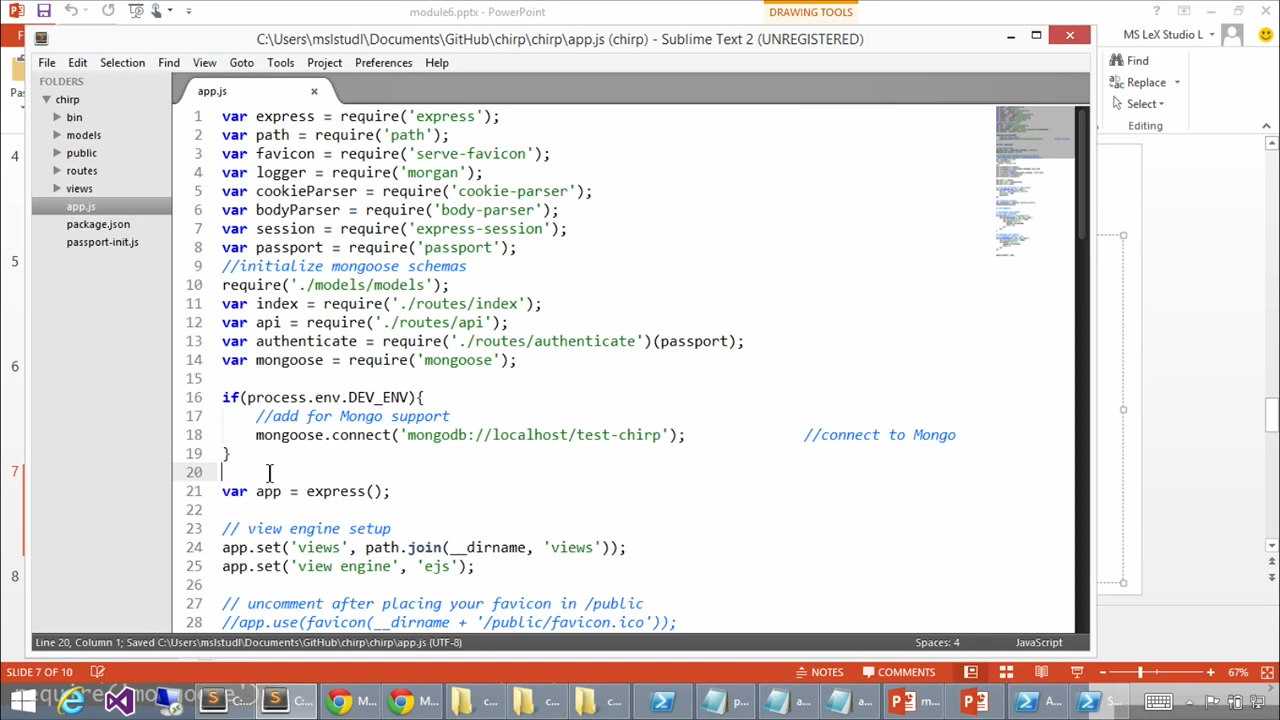 module6.pptx - PowerPoint
DRAWING TOOLS
?
C:\Users\mslstudl\Documents\GitHub\chirp\chirp\app.js (chirp) - Sublime Text 2 (UNREGISTERED)
MS LeX Studio L
File Edit Selection Find View Goto Tools Project Preferences Help
Find
Replace
Select
Editing
FOLDERS
chirp
bin
models
public
routes
views
app.js
package.json
passport-init.js
app.js
1 var express = require('express');
2 var path = require('path');
3 var favicon = require('serve-favicon');
4 var logger = require('morgan');
5 var cookieParser = require('cookie-parser');
6 var bodyParser = require('body-parser');
7 var session = require('express-session');
8 var passport = require('passport');
9 //initialize mongoose schemas
10 require('./models/models');
11 var index = require('./routes/index');
12 var api = require('./routes/api');
13 var authenticate = require('./routes/authenticate')(passport);
14 var mongoose = require('mongoose');
15
16 if(process.env.DEV_ENV){
17 //add for Mongo support
18 mongoose.connect('mongodb://localhost/test-chirp'); //connect to Mongo
19 }
20
21 var app = express();
22
23 // view engine setup
24 app.set('views', path.join(__dirname, 'views'));
25 app.set('view engine', 'ejs');
26
27 // uncomment after placing your favicon in /public
28 //app.use(favicon(__dirname + '/public/favicon.ico'));
4
5
6
7
8
Line 20, Column 1; Saved C:\Users\mslstudl\Documents\GitHub\chirp\chirp\app.js (UTF-8) Spaces: 4 JavaScript
SLIDE 7 OF 10 NOTES COMMENTS 67%
C... C... M... M... c... c... c... p... a... a... m... A... S...